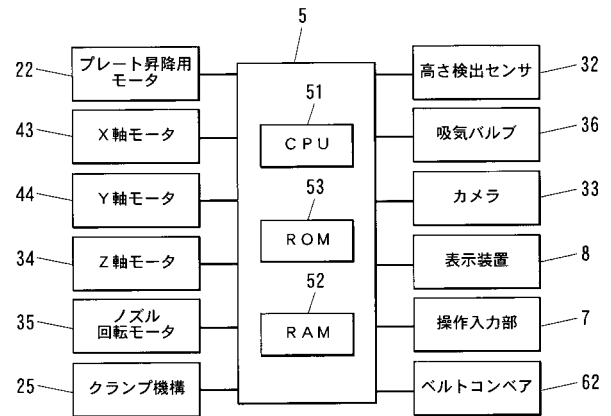 5
22
プレート昇降用
モータ
43
X軸モータ
44
Y軸モータ
34
Z軸モータ
35
ノズル
回転モータ
25
クランプ機構
51
CPU
53
ROM
52
RAM
高さ検出センサ
32
吸気バルブ
36
カメラ
33
表示装置
8
操作入力部
7
ベルトコンベア
62